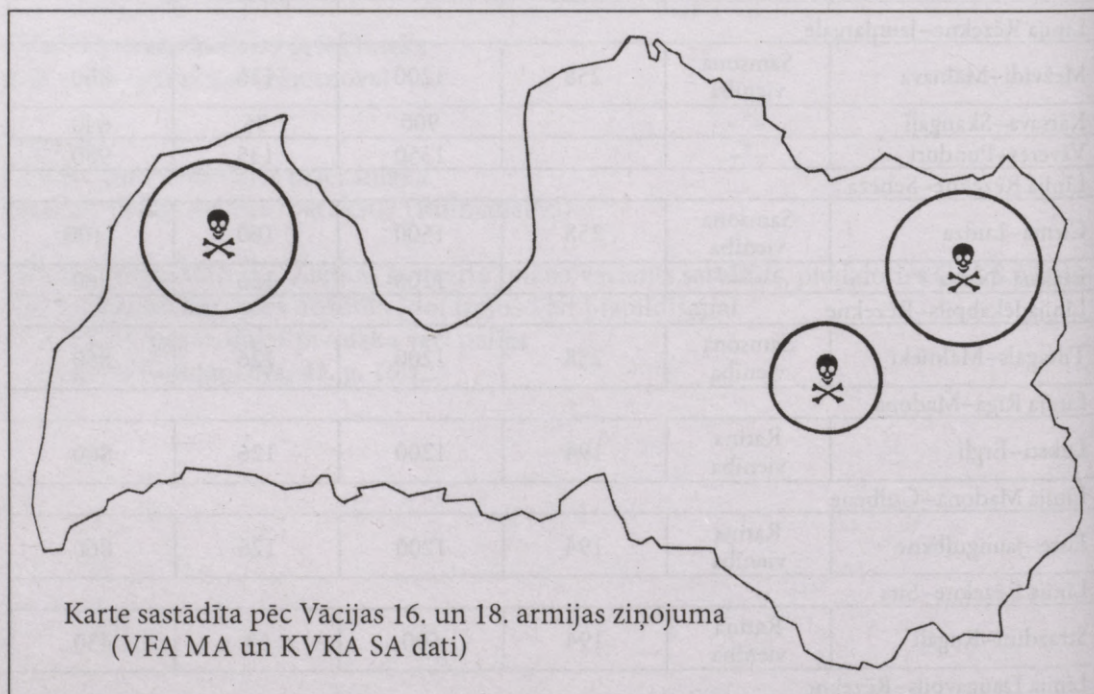 Karte sastādīta pēc Vācijas 16. un 18. armijas ziņojuma
(VFA MA un KVKA SA dati)